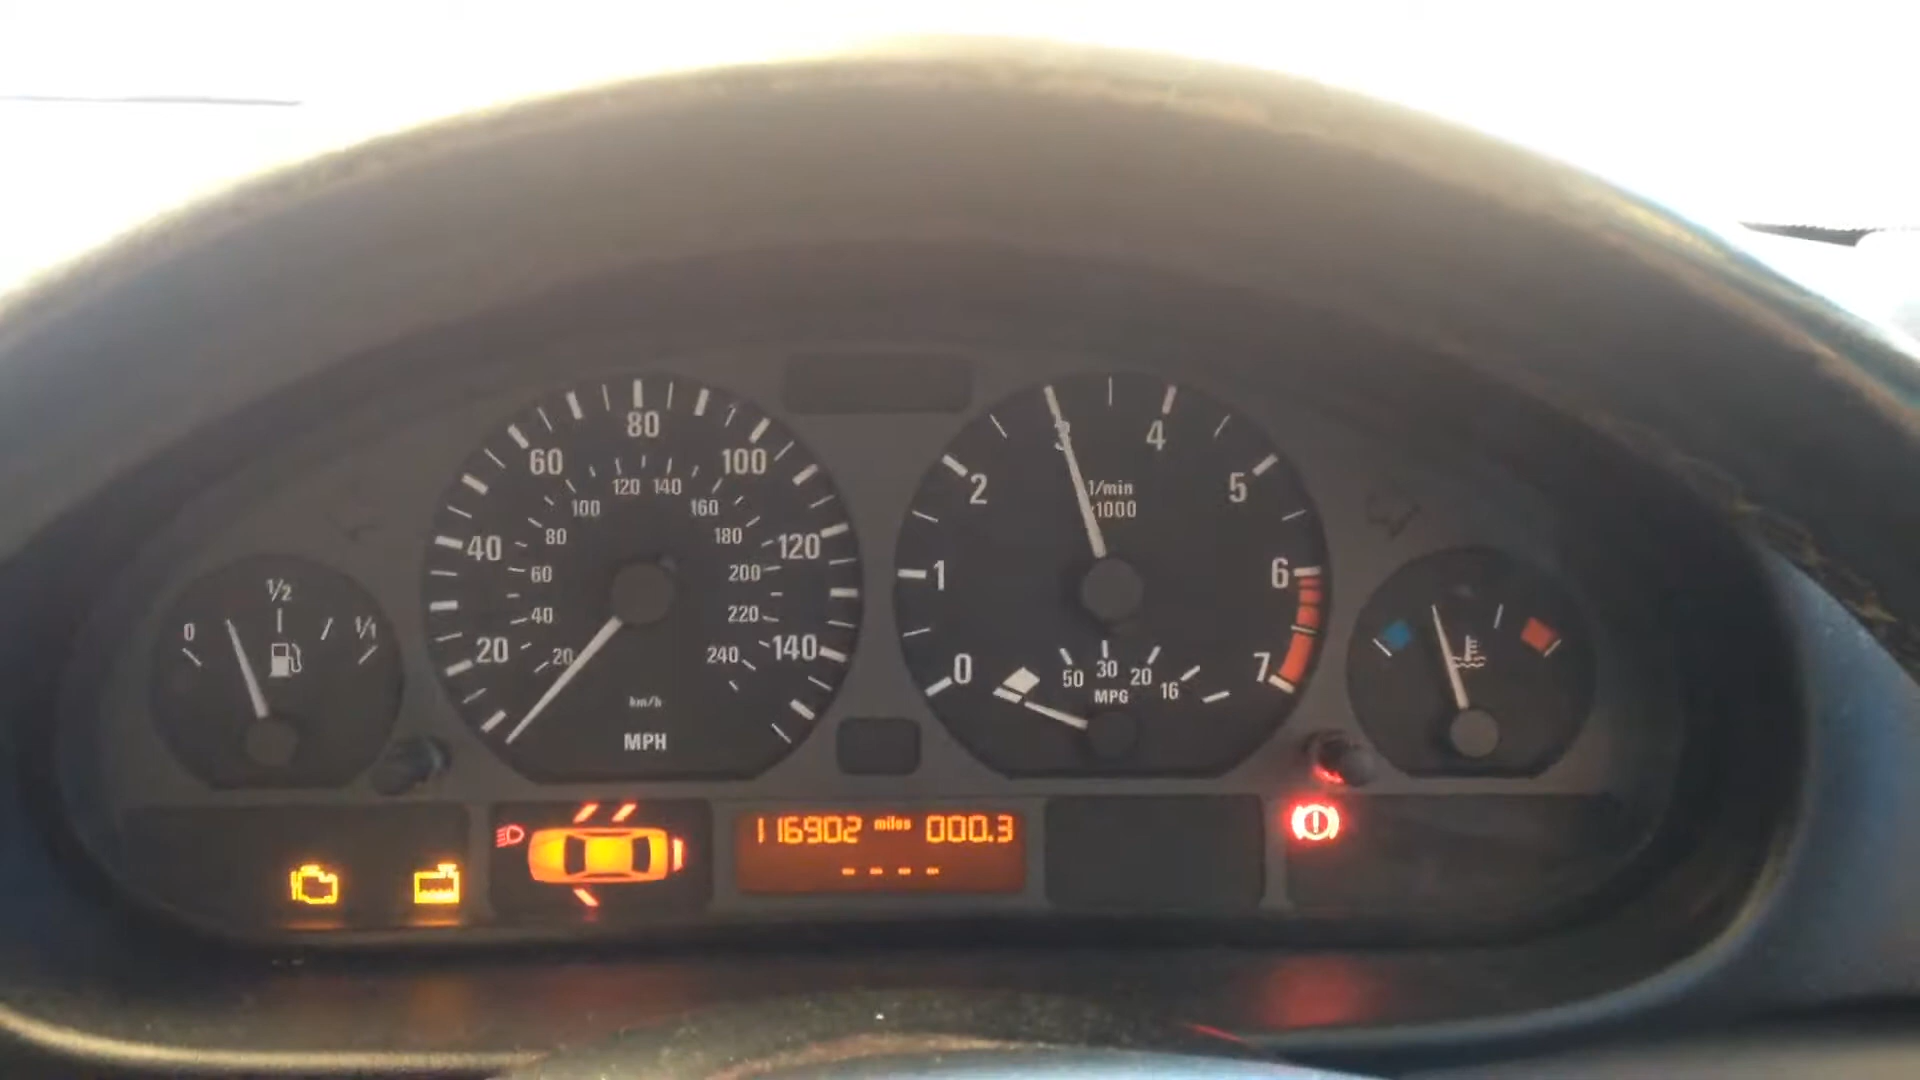 0 1/2 1/1
20 40 60 80 100 120 140
20 40 60 80 100 120 140 160 180 200 220 240
km/h
MPH
0 1 2 3 4 5 6 7
1/min
x1000
50 30 20 16
MPG
116902 miles 000.3
- - - -